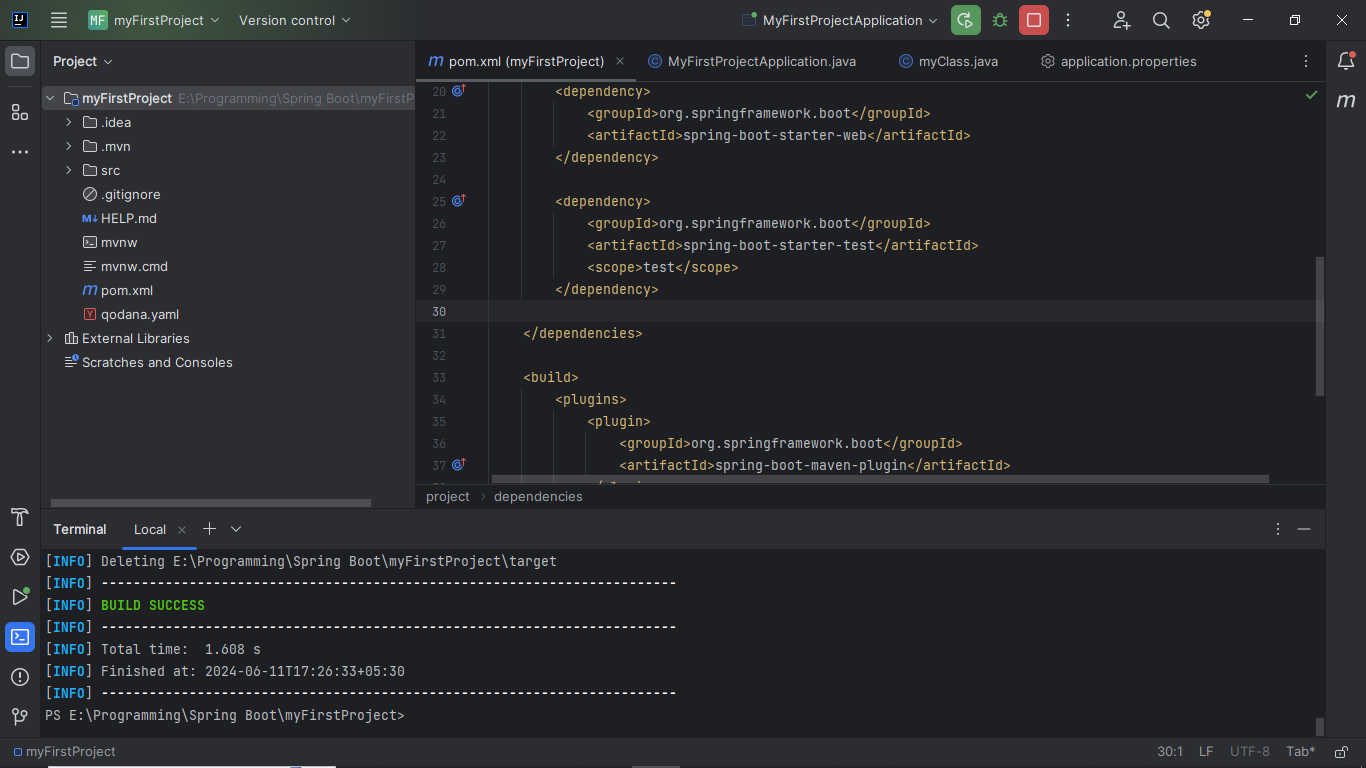 MF myFirstProject Version control MyFirstProjectApplication
Project
myFirstProject E:\Programming\Spring Boot\myFirstP
.idea
.mvn
src
.gitignore
M↓ HELP.md
mvnw
mvnw.cmd
m pom.xml
Y qodana.yaml
External Libraries
Scratches and Consoles
m pom.xml (myFirstProject) MyFirstProjectApplication.java myClass.java application.properties
20 <dependency>
21 <groupId>org.springframework.boot</groupId>
22 <artifactId>spring-boot-starter-web</artifactId>
23 </dependency>
24
25 <dependency>
26 <groupId>org.springframework.boot</groupId>
27 <artifactId>spring-boot-starter-test</artifactId>
28 <scope>test</scope>
29 </dependency>
30
31 </dependencies>
32
33 <build>
34 <plugins>
35 <plugin>
36 <groupId>org.springframework.boot</groupId>
37 <artifactId>spring-boot-maven-plugin</artifactId>
project › dependencies
Terminal Local
[INFO] Deleting E:\Programming\Spring Boot\myFirstProject\target
[INFO] ------------------------------------------------------------------------
[INFO] BUILD SUCCESS
[INFO] ------------------------------------------------------------------------
[INFO] Total time:  1.608 s
[INFO] Finished at: 2024-06-11T17:26:33+05:30
[INFO] ------------------------------------------------------------------------
PS E:\Programming\Spring Boot\myFirstProject>
myFirstProject 30:1 LF UTF-8 Tab*